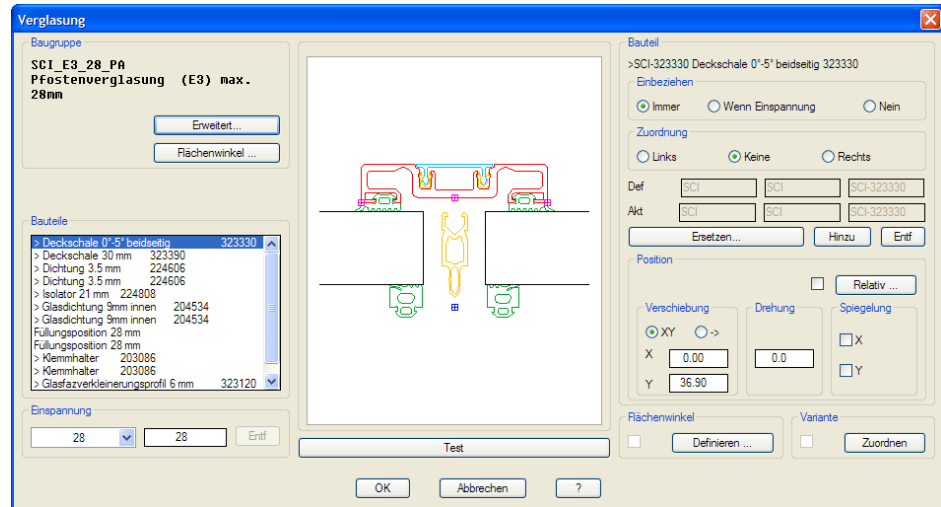 Verglasung
Baugruppe
SCI_E3_28_PA
Pfostenverglasung (E3) max.
28mm
Erweitert...
Flächenwinkel ...
Bauteile
> Deckschale 0°-5° beidseitig 323330
> Deckschale 30 mm 323390
> Dichtung 3.5 mm 224606
> Dichtung 3.5 mm 224606
> Isolator 21 mm 224808
> Glasdichtung 9mm innen 204534
> Glasdichtung 9mm innen 204534
Füllungsposition 28 mm
Füllungsposition 28 mm
> Klemmhalter 203086
> Klemmhalter 203086
> Glasfazverkleinerungsprofil 6 mm 323120
Einspannung
28 28 Entf
Test
OK Abbrechen ?
Bauteil
>SCI-323330 Deckschale 0°-5° beidseitig 323330
Einbeziehen
Immer Wenn Einspannung Nein
Zuordnung
Links Keine Rechts
Def SCI SCI SCI-323330
Akt SCI SCI SCI-323330
Ersetzen... Hinzu Entf
Position
Relativ ...
Verschiebung Drehung Spiegelung
XY ->
X 0.00 0.0 X
Y 36.90 Y
Flächenwinkel Variante
Definieren ... Zuordnen